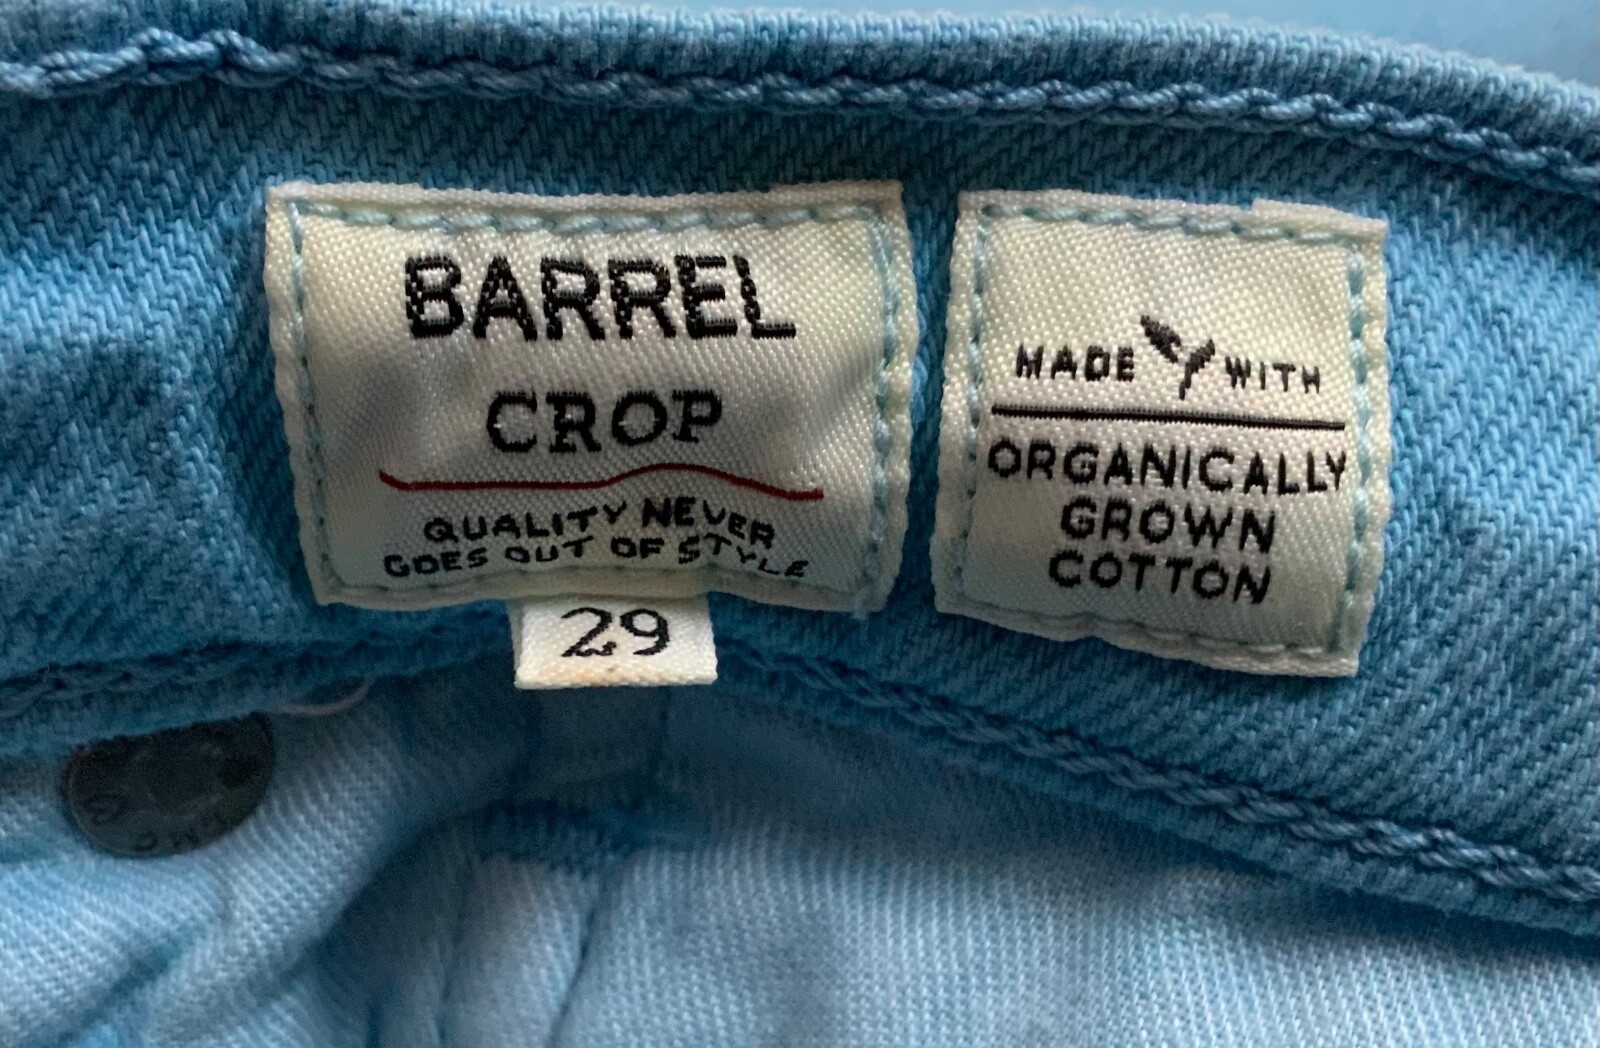 BARREL
CROP
QUALITY NEVER
GOES OUT OF STYLE
29
MADE WITH
ORGANICALLY
GROWN
COTTON